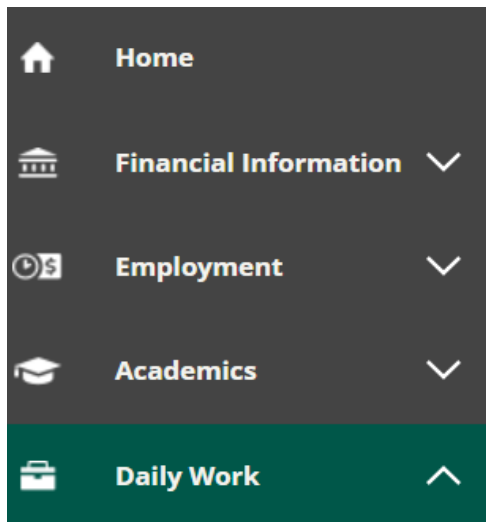 Home
Financial Information
Employment
Academics
Daily Work